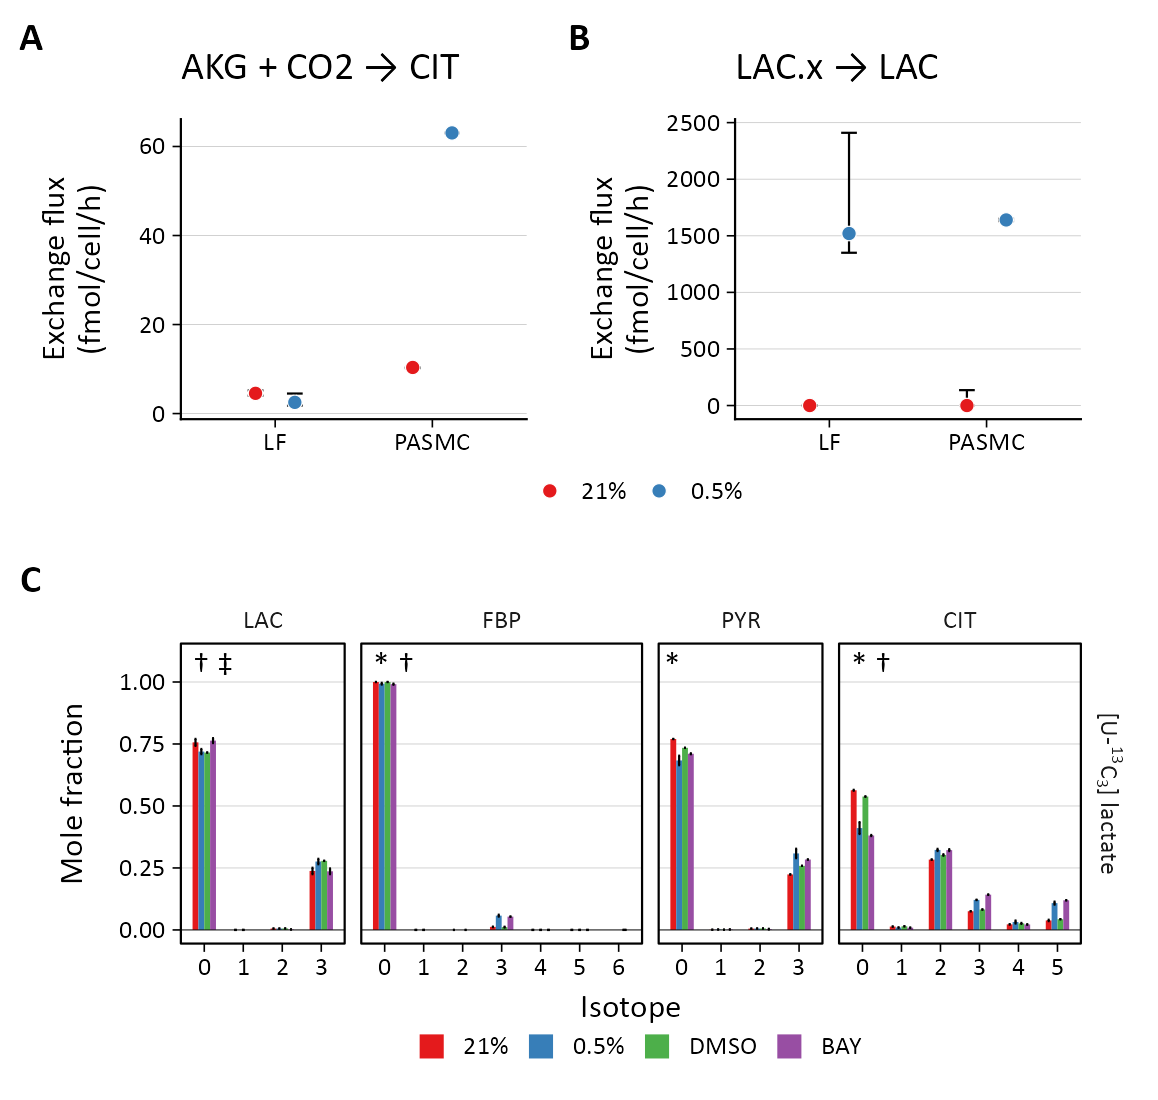 A
B
AKG + CO2 → CIT
LAC.x → LAC
Exchange flux
(fmol/cell/h)
60
40
20
0
LF
PASMC
Exchange flux
(fmol/cell/h)
2500
2000
1500
1000
500
0
LF
PASMC
21%
0.5%
C
LAC
FBP
PYR
CIT
† ‡
* †
*
* †
Mole fraction
1.00
0.75
0.50
0.25
0.00
[U-¹³C₃] lactate
0 1 2 3
0 1 2 3 4 5 6
0 1 2 3
0 1 2 3 4 5
Isotope
21%
0.5%
DMSO
BAY